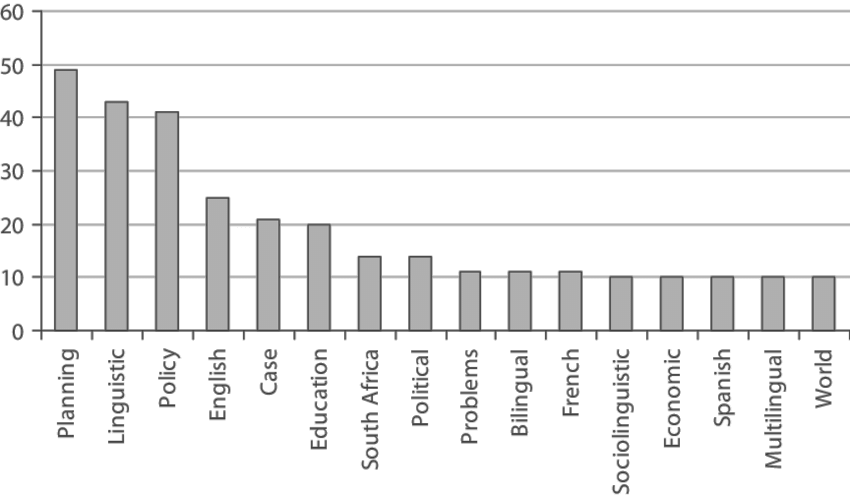 60
50
40
30
20
10
0
Planning
Linguistic
Policy
English
Case
Education
South Africa
Political
Problems
Bilingual
French
Sociolinguistic
Economic
Spanish
Multilingual
World